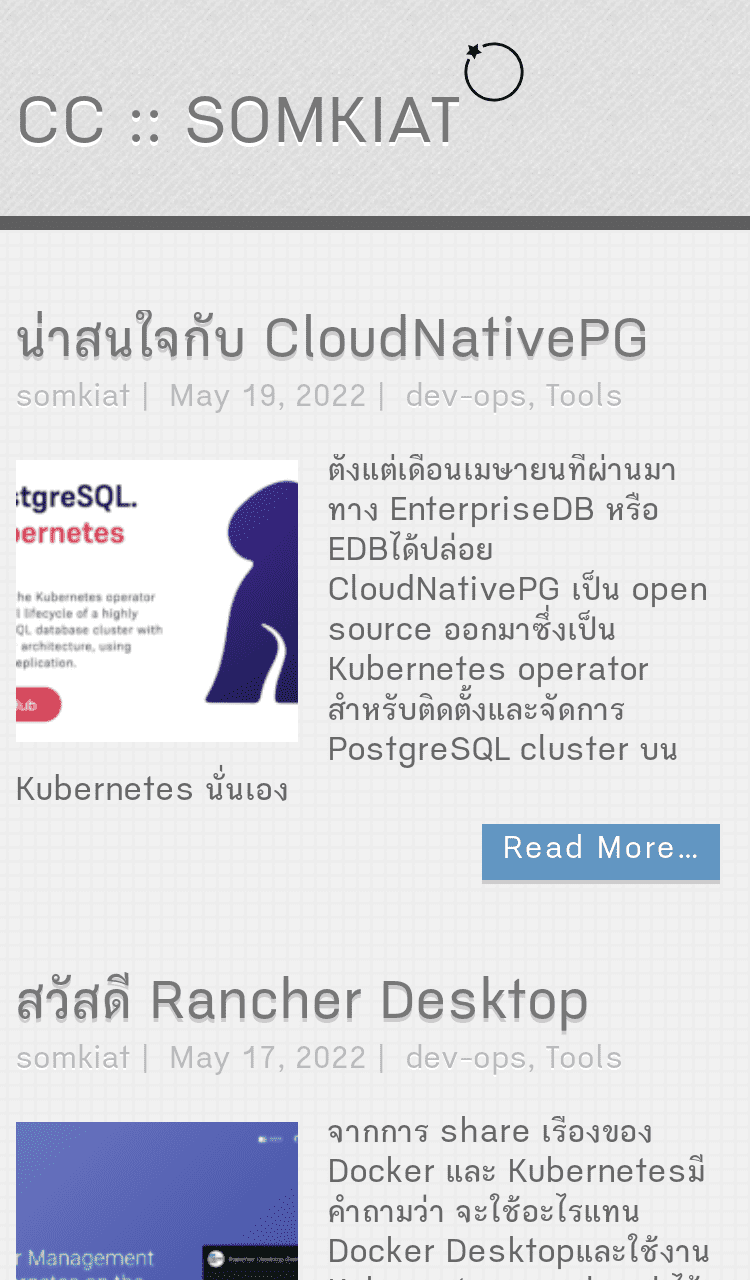 CC :: SOMKIAT
น่าสนใจกับ CloudNativePG
somkiat | May 19, 2022 | dev-ops, Tools
tgreSQL.
ernetes
he Kubernetes operator
l lifecycle of a highly
QL database cluster with
architecture, using
eplication.
ub
ตั้งแต่เดือนเมษายนที่ผ่านมา
ทาง EnterpriseDB หรือ
EDBได้ปล่อย
CloudNativePG เป็น open
source ออกมาซึ่งเป็น
Kubernetes operator
สำหรับติดตั้งและจัดการ
PostgreSQL cluster บน
Kubernetes นั่นเอง
Read More…
สวัสดี Rancher Desktop
somkiat | May 17, 2022 | dev-ops, Tools
r Management
จากการ share เรื่องของ
Docker และ Kubernetesมี
คำถามว่า จะใช้อะไรแทน
Docker Desktopและใช้งาน